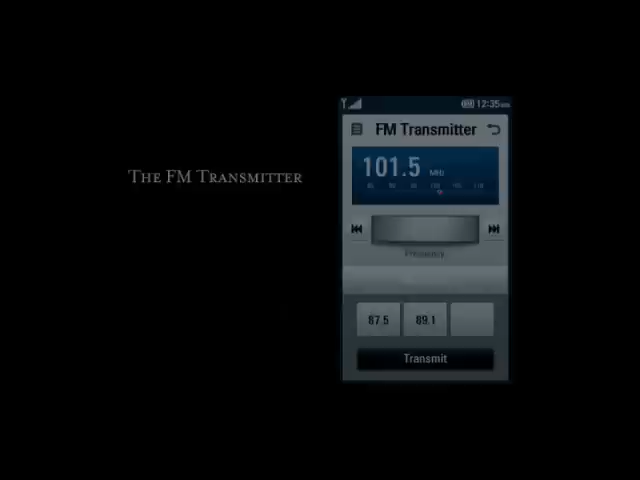 12:35
FM Transmitter
101.5 MHz
THE FM TRANSMITTER
Frequency
87.5 89.1
Transmit